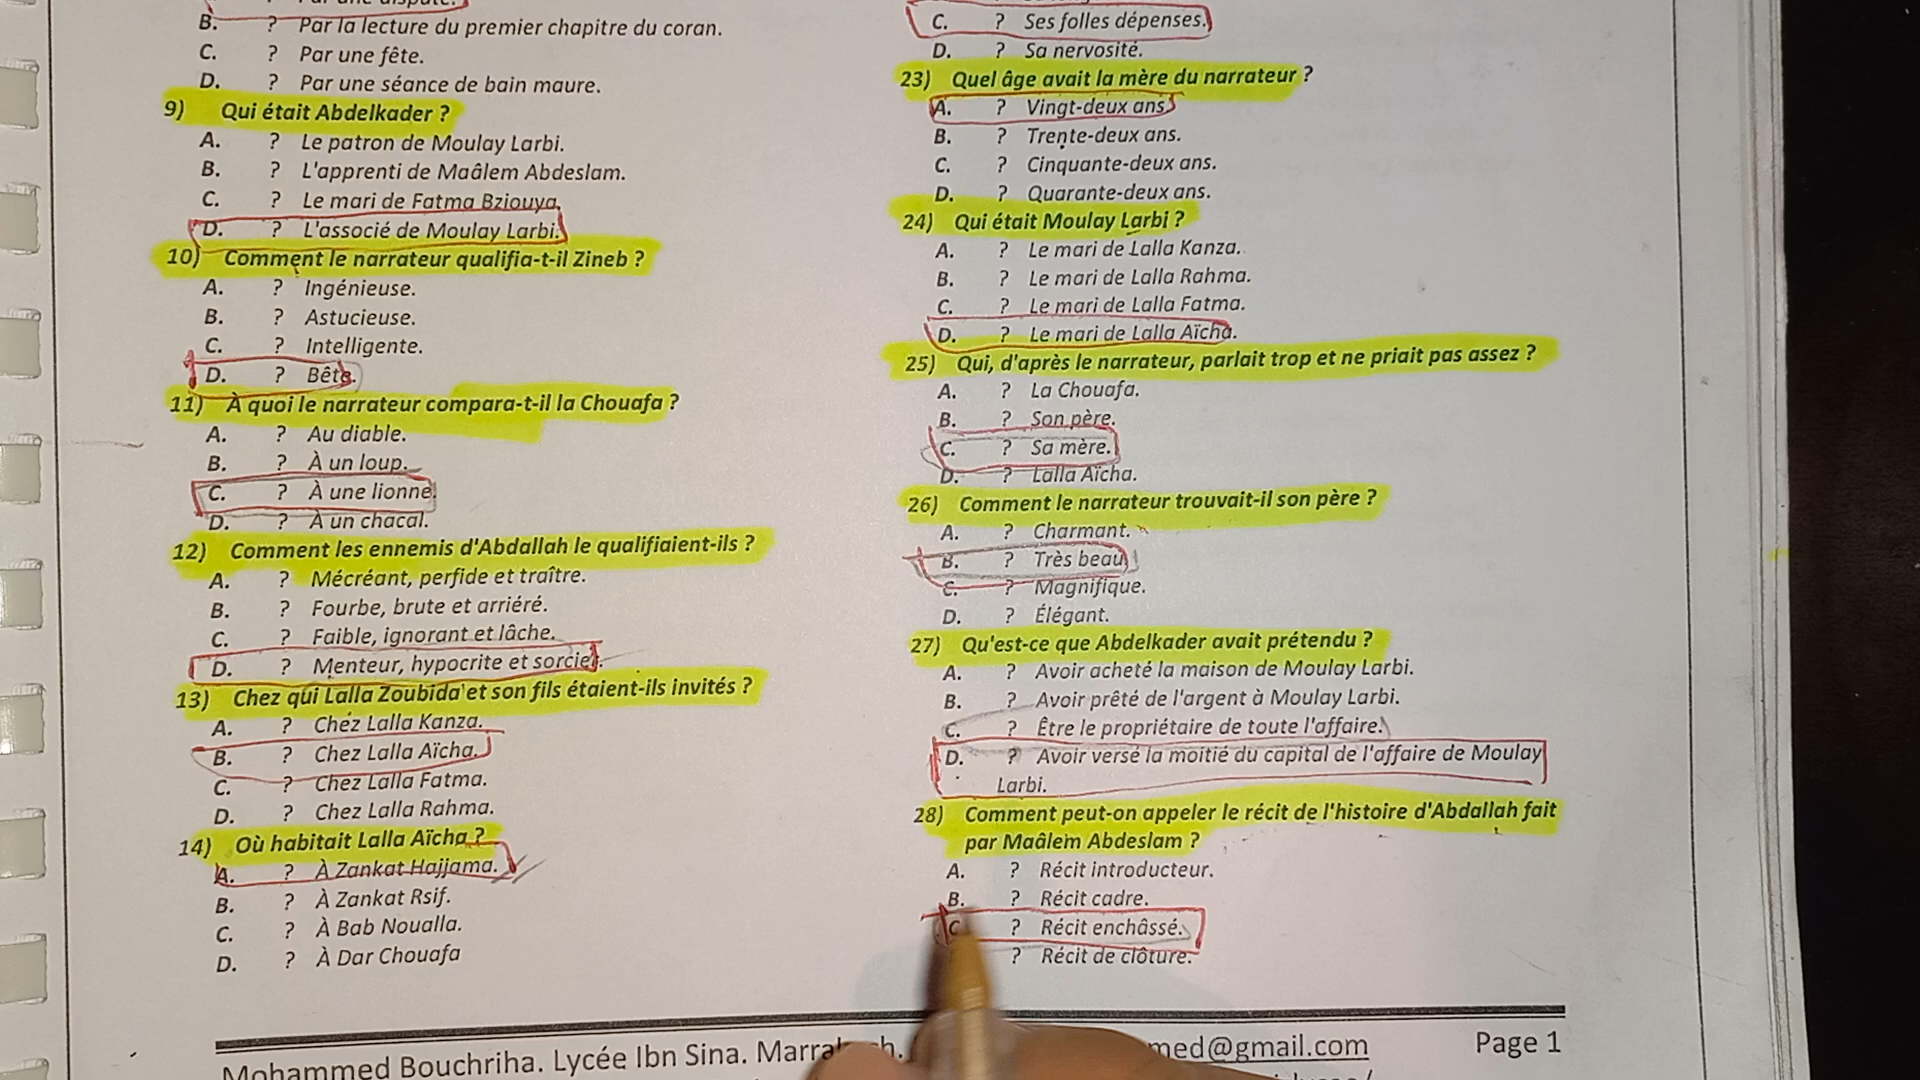 B. ? Par la lecture du premier chapitre du coran.
C. ? Par une fête.
D. ? Par une séance de bain maure.
9) Qui était Abdelkader ?
A. ? Le patron de Moulay Larbi.
B. ? L'apprenti de Maâlem Abdeslam.
C. ? Le mari de Fatma Bziouya.
D. ? L'associé de Moulay Larbi.
10) Comment le narrateur qualifia-t-il Zineb ?
A. ? Ingénieuse.
B. ? Astucieuse.
C. ? Intelligente.
D. ? Bête.
11) À quoi le narrateur compara-t-il la Chouafa ?
A. ? Au diable.
B. ? À un loup.
C. ? À une lionne.
D. ? À un chacal.
12) Comment les ennemis d'Abdallah le qualifiaient-ils ?
A. ? Mécréant, perfide et traître.
B. ? Fourbe, brute et arriéré.
C. ? Faible, ignorant et lâche.
D. ? Menteur, hypocrite et sorcier.
13) Chez qui Lalla Zoubida et son fils étaient-ils invités ?
A. ? Chez Lalla Kanza.
B. ? Chez Lalla Aïcha.
C. ? Chez Lalla Fatma.
D. ? Chez Lalla Rahma.
14) Où habitait Lalla Aïcha ?
A. ? À Zankat Hajjama.
B. ? À Zankat Rsif.
C. ? À Bab Noualla.
D. ? À Dar Chouafa
C. ? Ses folles dépenses.
D. ? Sa nervosité.
23) Quel âge avait la mère du narrateur ?
A. ? Vingt-deux ans.
B. ? Trente-deux ans.
C. ? Cinquante-deux ans.
D. ? Quarante-deux ans.
24) Qui était Moulay Larbi ?
A. ? Le mari de Lalla Kanza.
B. ? Le mari de Lalla Rahma.
C. ? Le mari de Lalla Fatma.
D. ? Le mari de Lalla Aïcha.
25) Qui, d'après le narrateur, parlait trop et ne priait pas assez ?
A. ? La Chouafa.
B. ? Son père.
C. ? Sa mère.
D. ? Lalla Aïcha.
26) Comment le narrateur trouvait-il son père ?
A. ? Charmant.
B. ? Très beau.
C. ? Magnifique.
D. ? Élégant.
27) Qu'est-ce que Abdelkader avait prétendu ?
A. ? Avoir acheté la maison de Moulay Larbi.
B. ? Avoir prêté de l'argent à Moulay Larbi.
C. ? Être le propriétaire de toute l'affaire.
D. ? Avoir versé la moitié du capital de l'affaire de Moulay
Larbi.
28) Comment peut-on appeler le récit de l'histoire d'Abdallah fait
par Maâlem Abdeslam ?
A. ? Récit introducteur.
B. ? Récit cadre.
C. ? Récit enchâssé.
? Récit de clôture.
Mohammed Bouchriha. Lycée Ibn Sina. med@gmail.com Page 1